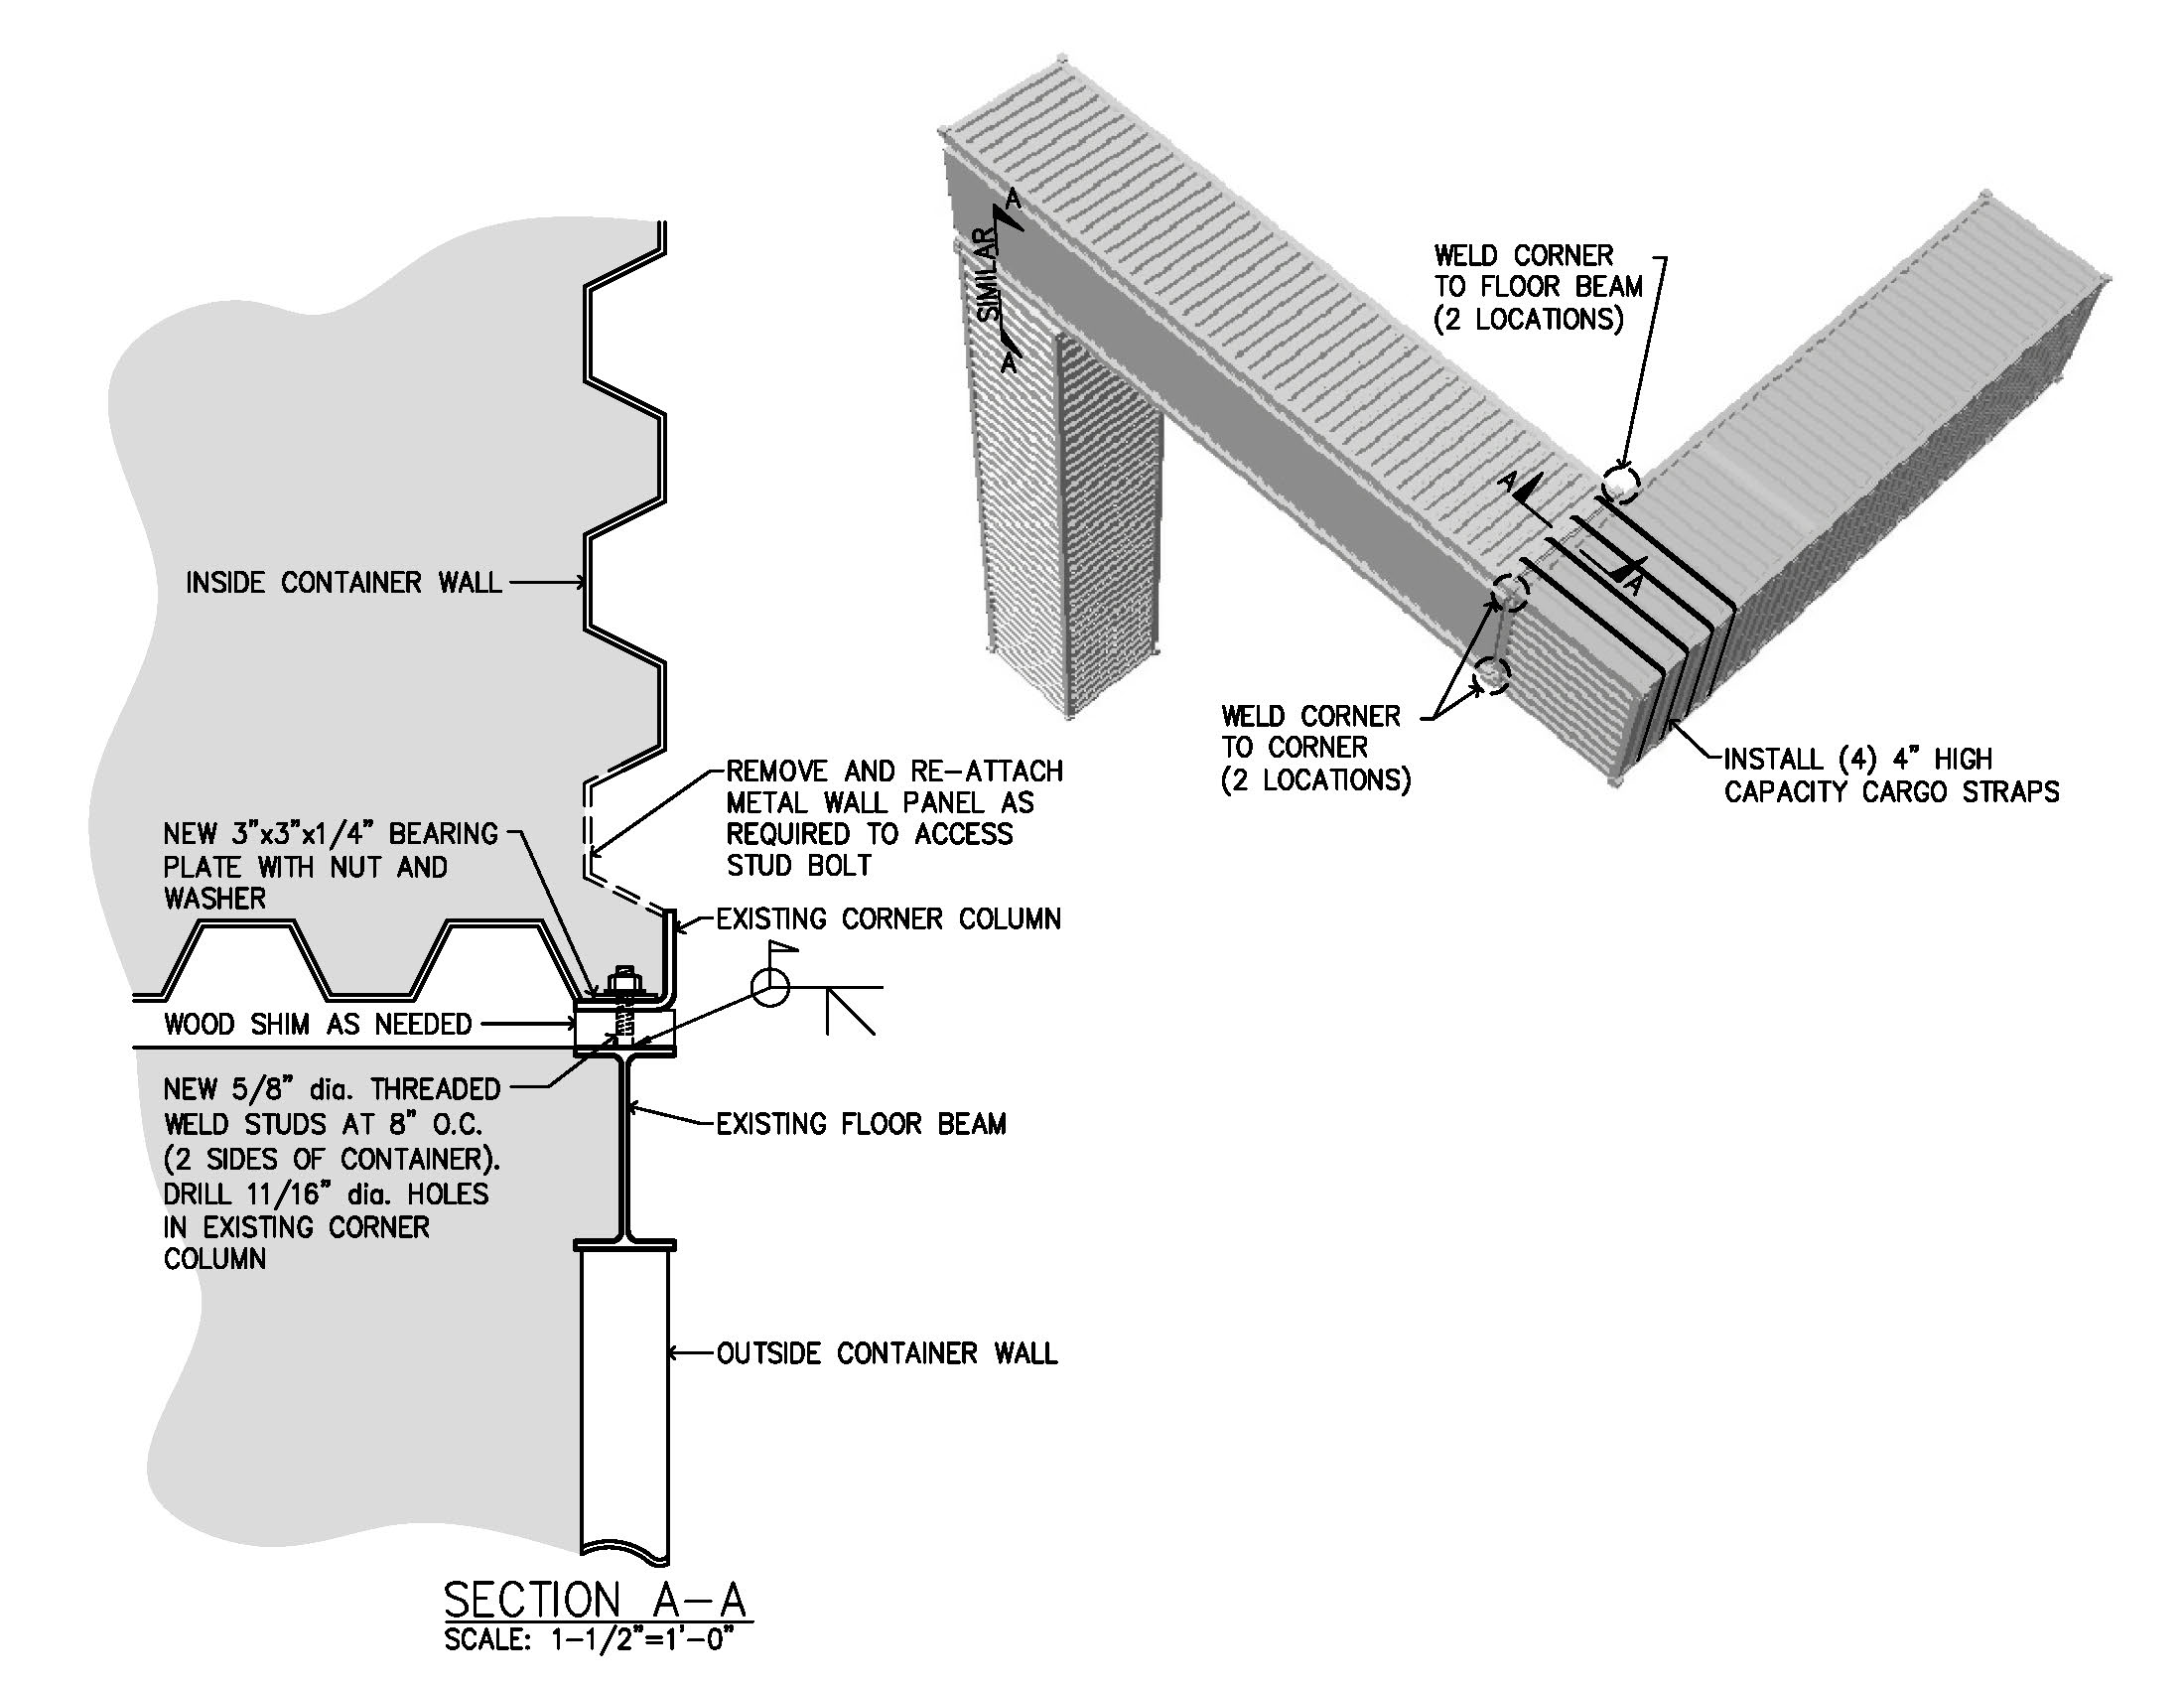 INSIDE CONTAINER WALL
NEW 3"x3"x1/4" BEARING
PLATE WITH NUT AND
WASHER
WOOD SHIM AS NEEDED
NEW 5/8" dia. THREADED
WELD STUDS AT 8" O.C.
(2 SIDES OF CONTAINER).
DRILL 11/16" dia. HOLES
IN EXISTING CORNER
COLUMN
REMOVE AND RE-ATTACH
METAL WALL PANEL AS
REQUIRED TO ACCESS
STUD BOLT
EXISTING CORNER COLUMN
EXISTING FLOOR BEAM
OUTSIDE CONTAINER WALL
SECTION A-A
SCALE: 1-1/2"=1'-0"
A
SIMILAR
A
WELD CORNER
TO FLOOR BEAM
(2 LOCATIONS)
A
A
WELD CORNER
TO CORNER
(2 LOCATIONS)
INSTALL (4) 4" HIGH
CAPACITY CARGO STRAPS